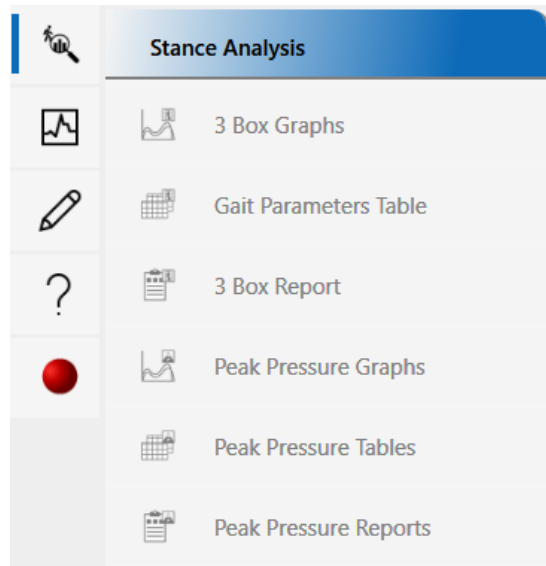 Stance Analysis
3 Box Graphs
Gait Parameters Table
?
3 Box Report
Peak Pressure Graphs
Peak Pressure Tables
Peak Pressure Reports